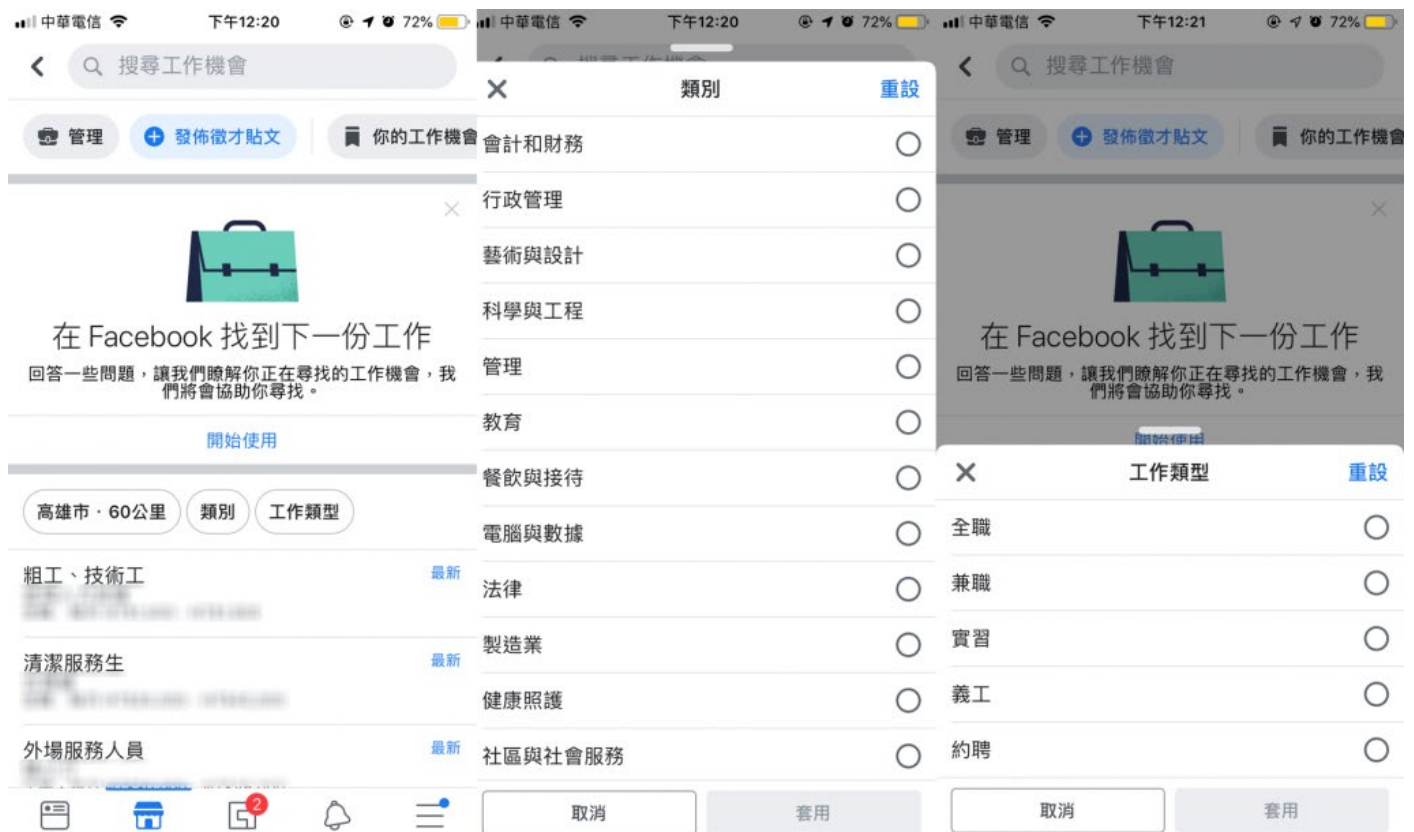 中華電信
下午12:20
72%
搜尋工作機會
管理
發佈徵才貼文
你的工作機會
在 Facebook 找到下一份工作
回答一些問題，讓我們瞭解你正在尋找的工作機會，我
們將會協助你尋找。
開始使用
高雄市 · 60公里
類別
工作類型
粗工、技術工
最新
清潔服務生
最新
外場服務人員
最新
2
中華電信
下午12:20
72%
類別
重設
會計和財務
行政管理
藝術與設計
科學與工程
管理
教育
餐飲與接待
電腦與數據
法律
製造業
健康照護
社區與社會服務
取消
套用
中華電信
下午12:21
72%
搜尋工作機會
管理
發佈徵才貼文
你的工作機會
在 Facebook 找到下一份工作
回答一些問題，讓我們瞭解你正在尋找的工作機會，我
們將會協助你尋找。
開始使用
工作類型
重設
全職
兼職
實習
義工
約聘
取消
套用